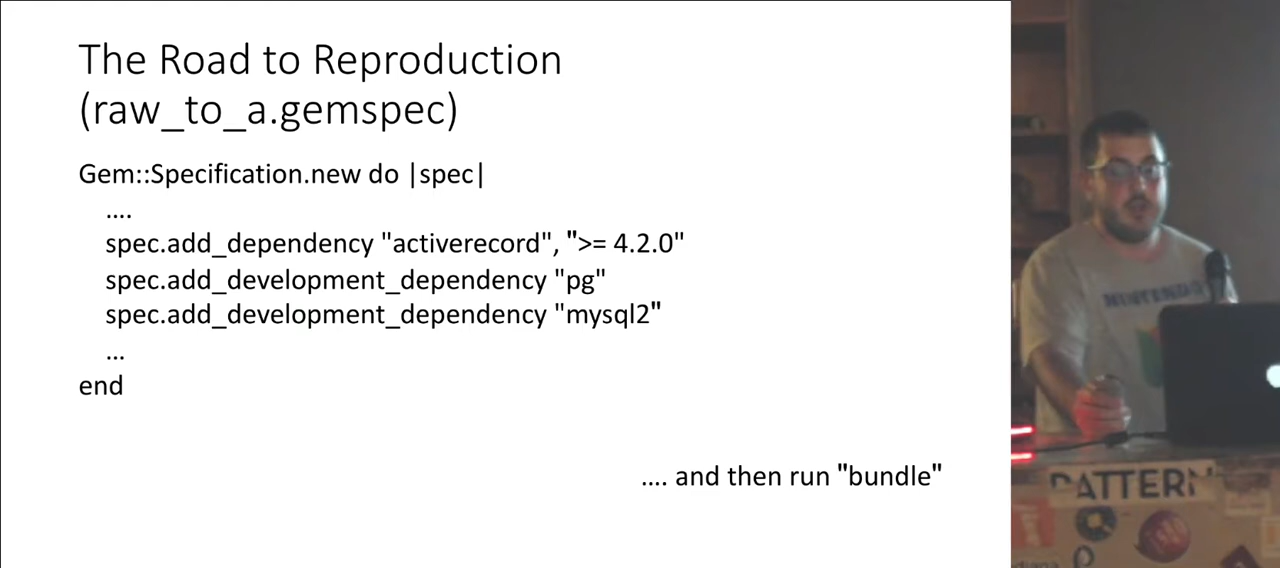 The Road to Reproduction
(raw_to_a.gemspec)
Gem::Specification.new do |spec|
....
spec.add_dependency "activerecord", ">= 4.2.0"
spec.add_development_dependency "pg"
spec.add_development_dependency "mysql2"
...
end
.... and then run "bundle"
NINTENDO
PATTERN